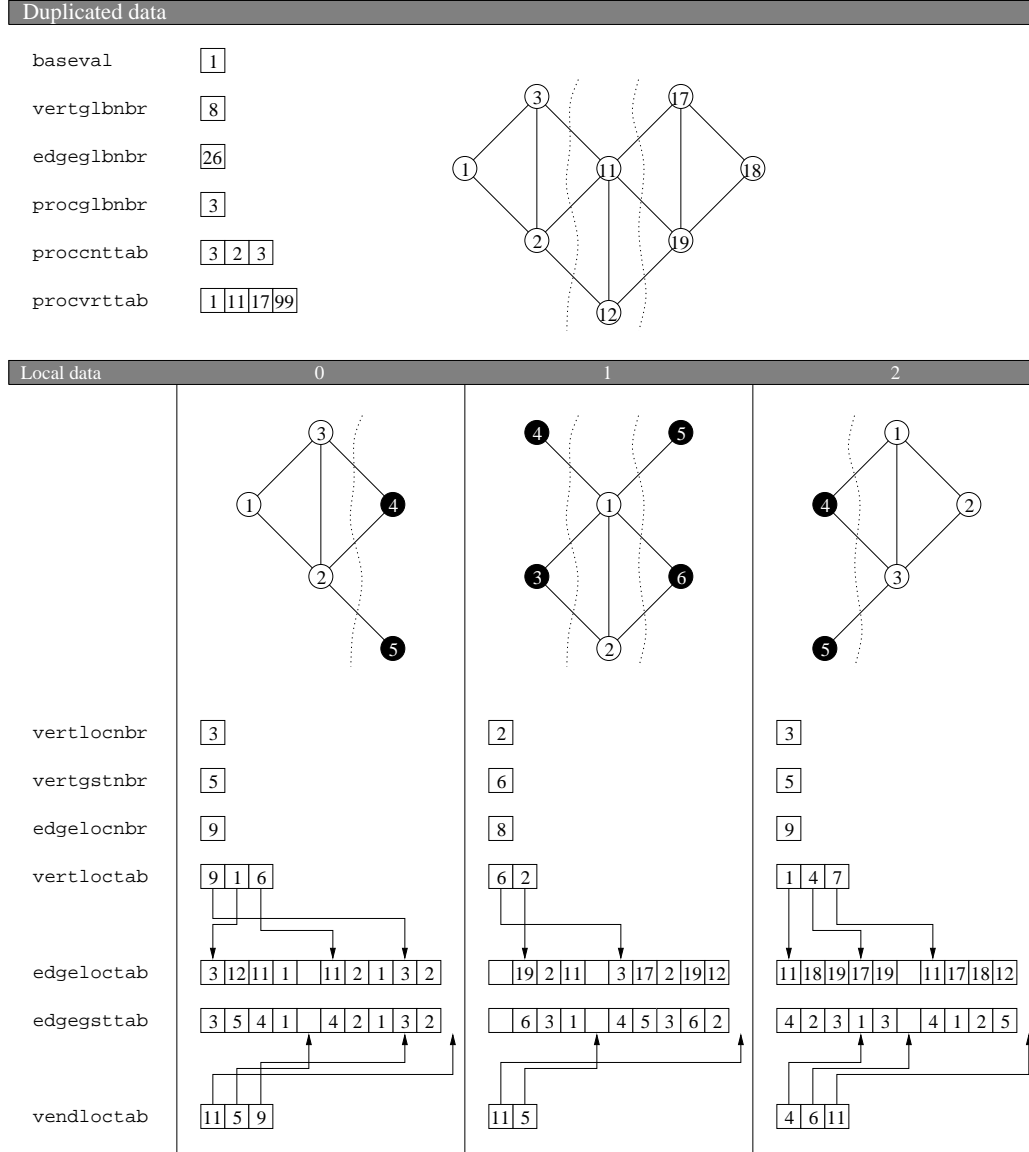 Duplicated data
baseval 1
vertglbnbr 8
edgeglbnbr 26
procglbnbr 3
proccnttab 3 2 3
procvrttab 1 11 17 99
3 17
1 11 18
2 19
12
Local data 0 1 2
3 4 5 1
1 4 1 4 2
2 3 6 3
5 2 5
vertlocnbr 3 2 3
vertgstnbr 5 6 5
edgelocnbr 9 8 9
vertloctab 9 1 6 6 2 1 4 7
edgeloctab 3 12 11 1 11 2 1 3 2 19 2 11 3 17 2 19 12 11 18 19 17 19 11 17 18 12
edgegsttab 3 5 4 1 4 2 1 3 2 6 3 1 4 5 3 6 2 4 2 3 1 3 4 1 2 5
vendloctab 11 5 9 11 5 4 6 11